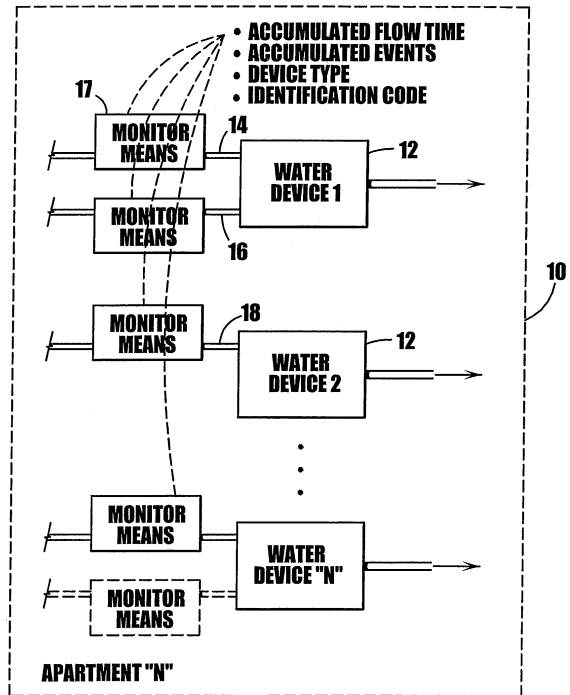 • ACCUMULATED FLOW TIME
• ACCUMULATED EVENTS
• DEVICE TYPE
• IDENTIFICATION CODE
17
MONITOR
MEANS
14
WATER
DEVICE 1
12
MONITOR
MEANS
16
10
MONITOR
MEANS
18
WATER
DEVICE 2
12
MONITOR
MEANS
WATER
DEVICE "N"
MONITOR
MEANS
APARTMENT "N"